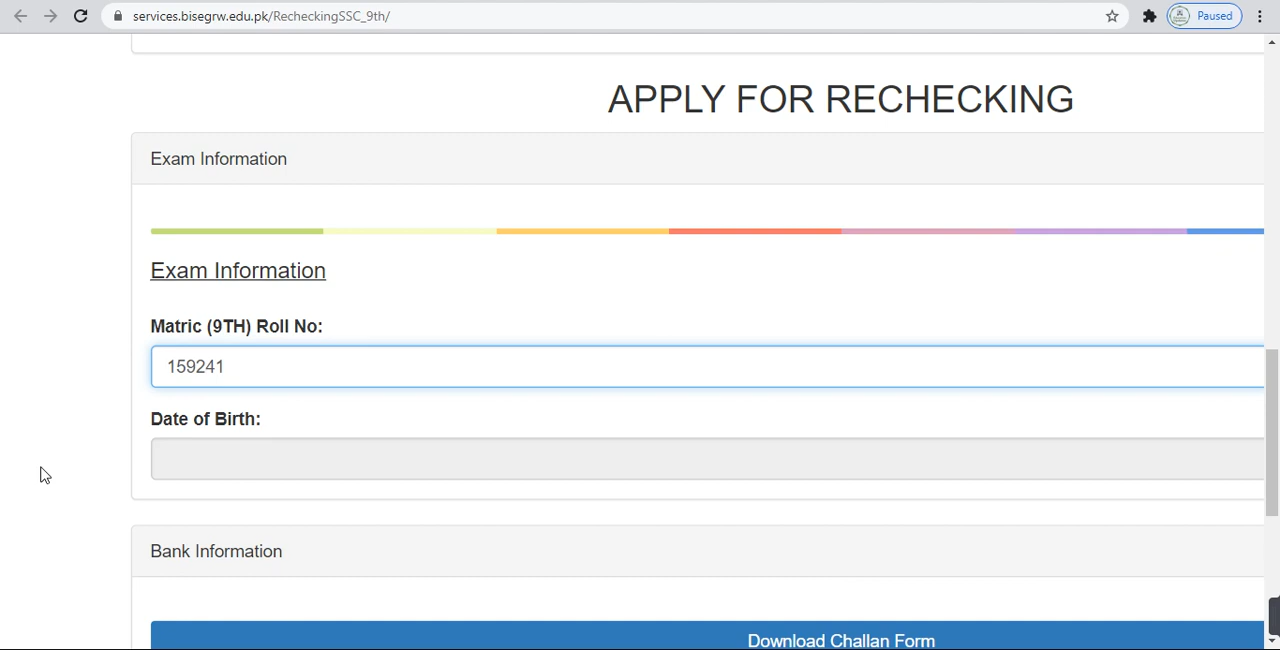 services.bisegrw.edu.pk/RecheckingSSC_9th/
Paused
APPLY FOR RECHECKING
Exam Information
Exam Information
Matric (9TH) Roll No:
159241
Date of Birth:
Bank Information
Download Challan Form